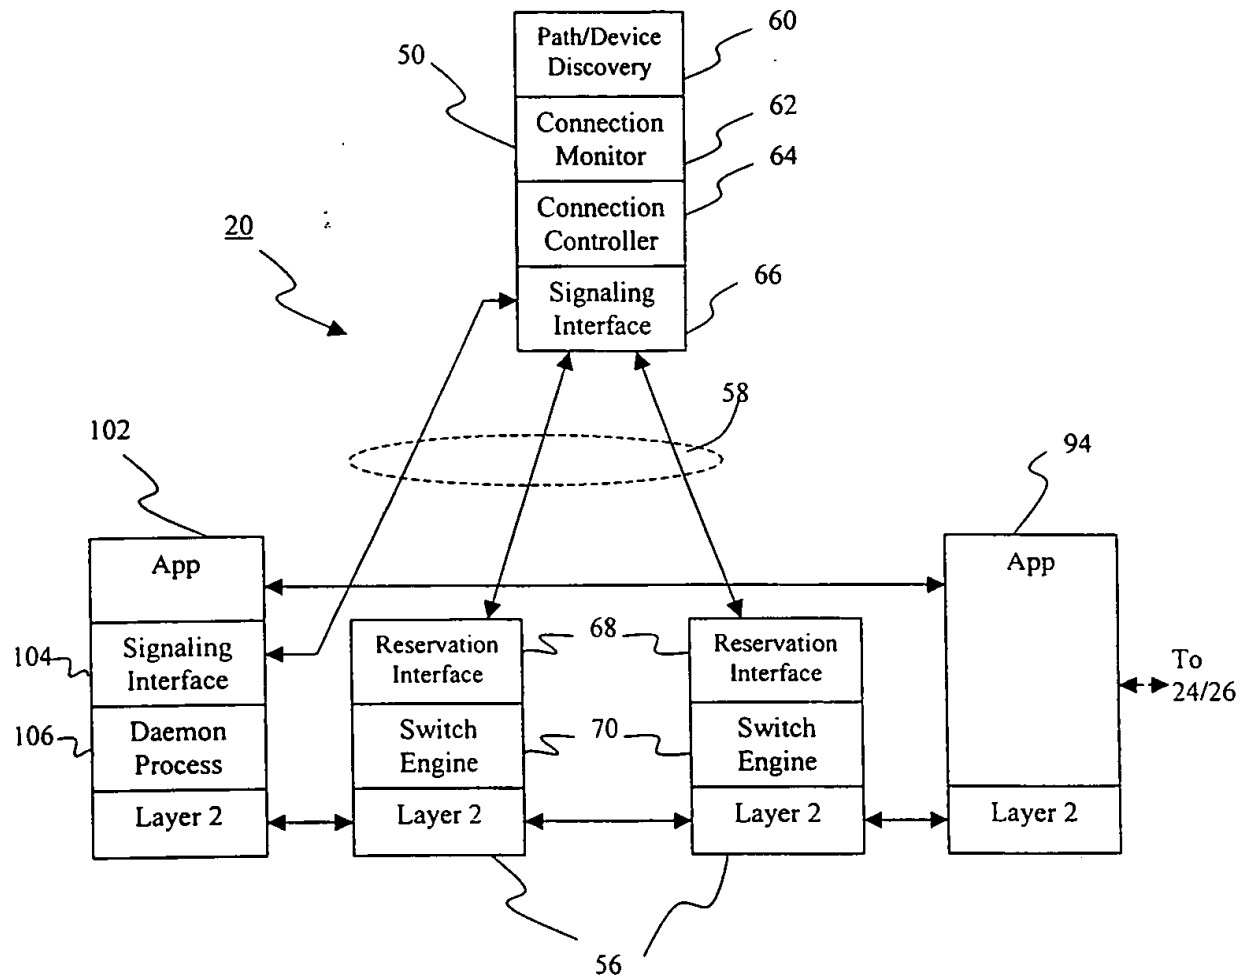 60
Path/Device
Discovery
50
62
Connection
Monitor
64
Connection
Controller
20
66
Signaling
Interface
58
102
94
App
App
104
Signaling
Interface
Reservation
Interface
68
Reservation
Interface
To
24/26
106
Daemon
Process
Switch
Engine
70
Switch
Engine
Layer 2
Layer 2
Layer 2
Layer 2
56